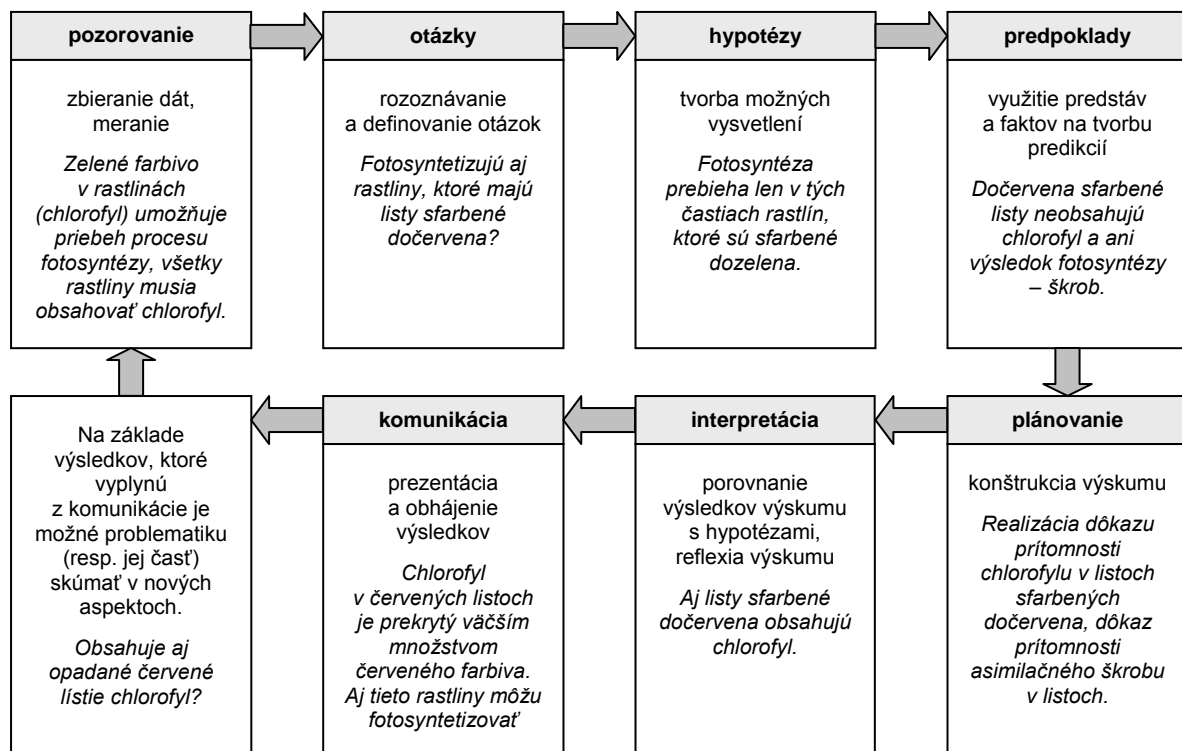 pozorovanie
zbieranie dát,
meranie
Zelené farbivo
v rastlinách
(chlorofyl) umožňuje
priebeh procesu
fotosyntézy, všetky
rastliny musia
obsahovať chlorofyl.
otázky
rozoznávanie
a definovanie otázok
Fotosyntetizujú aj
rastliny, ktoré majú
listy sfarbené
dočervena?
hypotézy
tvorba možných
vysvetlení
Fotosyntéza
prebieha len v tých
častiach rastlín,
ktoré sú sfarbené
dozelena.
predpoklady
využitie predstáv
a faktov na tvorbu
predikcií
Dočervena sfarbené
listy neobsahujú
chlorofyl a ani
výsledok fotosyntézy
– škrob.
plánovanie
konštrukcia výskumu
Realizácia dôkazu
prítomnosti
chlorofylu v listoch
sfarbených
dočervena, dôkaz
prítomnosti
asimilačného škrobu
v listoch.
interpretácia
porovnanie
výsledkov výskumu
s hypotézami,
reflexia výskumu
Aj listy sfarbené
dočervena obsahujú
chlorofyl.
komunikácia
prezentácia
a obhájenie
výsledkov
Chlorofyl
v červených listoch
je prekrytý väčším
množstvom
červeného farbiva.
Aj tieto rastliny môžu
fotosyntetizovať
Na základe
výsledkov, ktoré
vyplynú
z komunikácie je
možné problematiku
(resp. jej časť)
skúmať v nových
aspektoch.
Obsahuje aj
opadané červené
lístie chlorofyl?